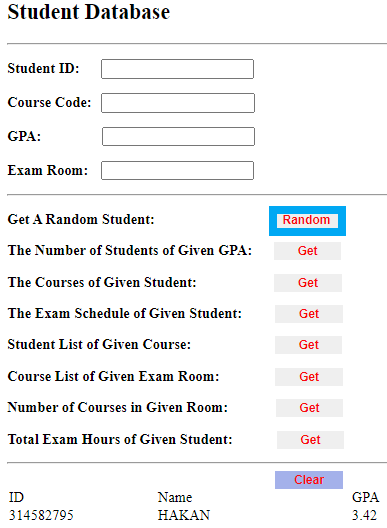 Student Database
Student ID:
Course Code:
GPA:
Exam Room:
Get A Random Student: Random
The Number of Students of Given GPA: Get
The Courses of Given Student: Get
The Exam Schedule of Given Student: Get
Student List of Given Course: Get
Course List of Given Exam Room: Get
Number of Courses in Given Room: Get
Total Exam Hours of Given Student: Get
Clear
ID Name GPA
314582795 HAKAN 3.42